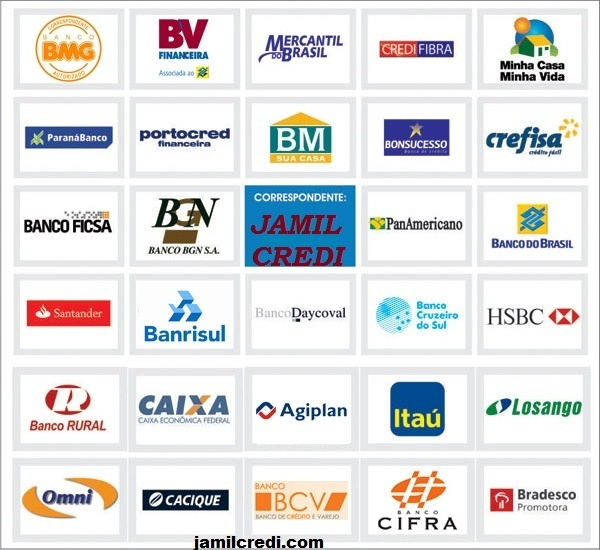 CORRESPONDENTE
BANCO
BMG
AUTORIZADO
BV
FINANCEIRA
Associada ao
MERCANTIL
DO BRASIL
CREDIFIBRA
Minha Casa
Minha Vida
ParanáBanco
portocred
financeira
BM
SUA CASA
BONSUCESSO
Banco de crédito
crefisa
crédito fácil
BANCO FICSA
BGN
BANCO BGN S.A.
CORRESPONDENTE:
JAMIL
CREDI
PanAmericano
BANCO DO BRASIL
Santander
Banrisul
BancoDaycoval
Banco
Cruzeiro
do Sul
HSBC
R
Banco RURAL
CAIXA
CAIXA ECONÔMICA FEDERAL
Agiplan
Itaú
Losango
Omni
CACIQUE
BANCO
BCV
BANCO DE CRÉDITO E VAREJO
BANCO
CIFRA
Bradesco
Promotora
jamilcredi.com